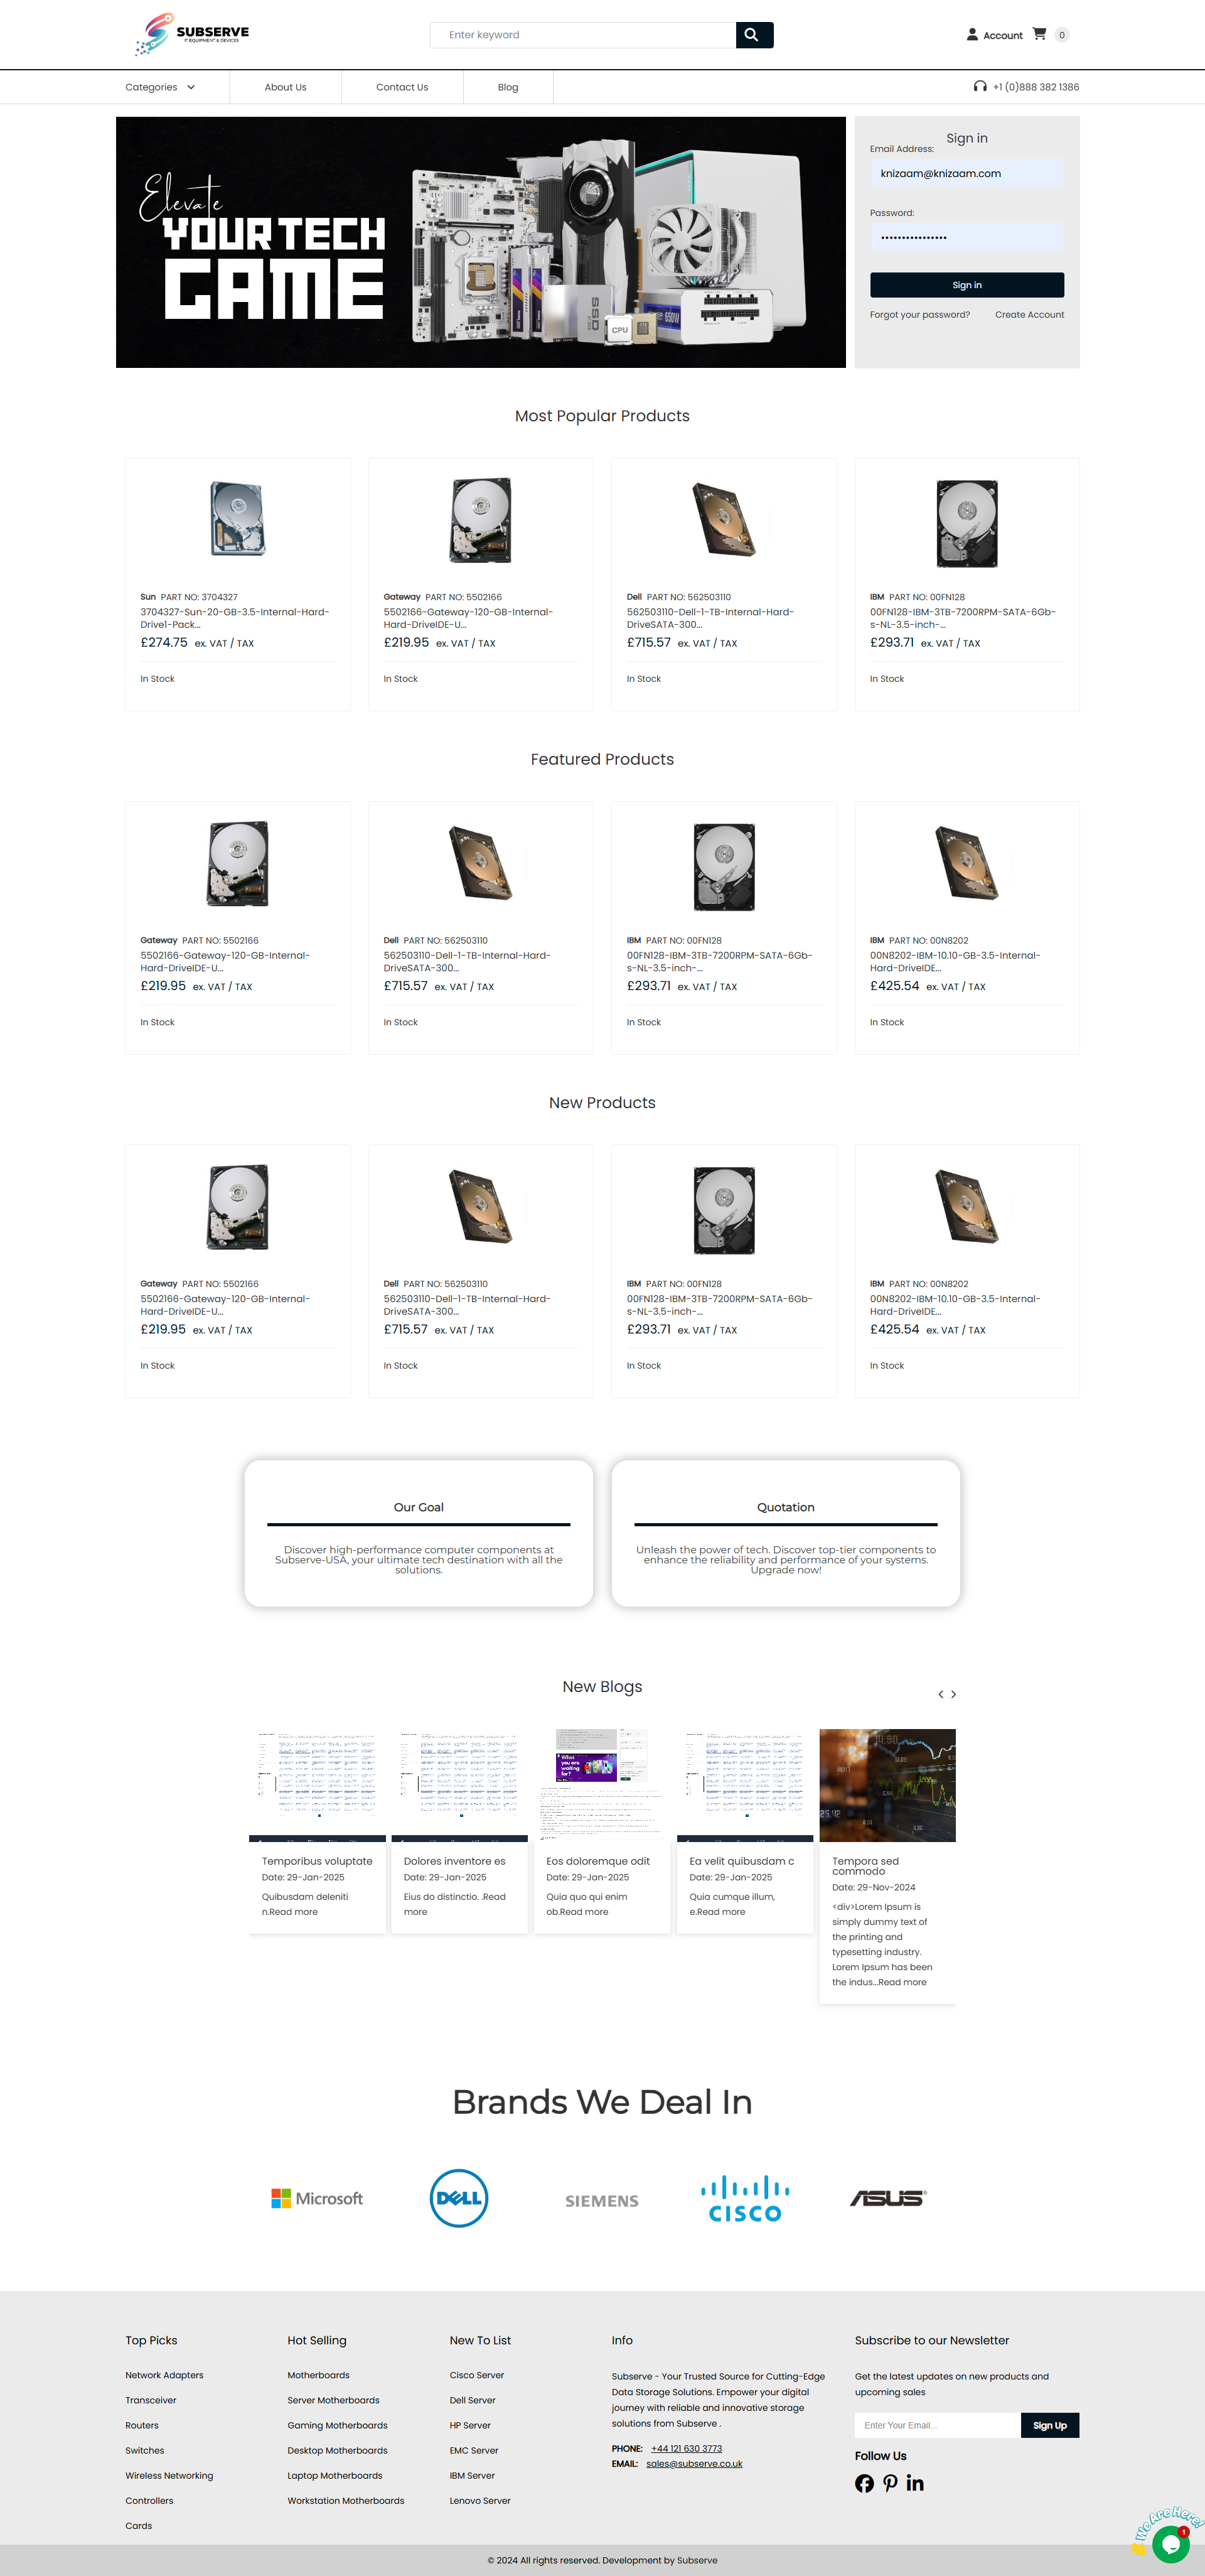 SUBSERVE
IT EQUIPMENT & DEVICES
Enter keyword
Account
0
Categories
About Us
Contact Us
Blog
+1 (0)888 382 1386
Elevate
YOUR TECH
GAME
SSD
CPU
650W
Sign in
Email Address:
knizaam@knizaam.com
Password:
••••••••••••••••
Sign in
Forgot your password?
Create Account
Most Popular Products
Sun PART NO: 3704327
3704327-Sun-20-GB-3.5-Internal-Hard-
Drive1-Pack...
£274.75 ex. VAT / TAX
In Stock
Gateway PART NO: 5502166
5502166-Gateway-120-GB-Internal-
Hard-DriveIDE-U...
£219.95 ex. VAT / TAX
In Stock
Dell PART NO: 562503110
562503110-Dell-1-TB-Internal-Hard-
DriveSATA-300...
£715.57 ex. VAT / TAX
In Stock
IBM PART NO: 00FN128
00FN128-IBM-3TB-7200RPM-SATA-6Gb-
s-NL-3.5-inch-...
£293.71 ex. VAT / TAX
In Stock
Featured Products
Gateway PART NO: 5502166
5502166-Gateway-120-GB-Internal-
Hard-DriveIDE-U...
£219.95 ex. VAT / TAX
In Stock
Dell PART NO: 562503110
562503110-Dell-1-TB-Internal-Hard-
DriveSATA-300...
£715.57 ex. VAT / TAX
In Stock
IBM PART NO: 00FN128
00FN128-IBM-3TB-7200RPM-SATA-6Gb-
s-NL-3.5-inch-...
£293.71 ex. VAT / TAX
In Stock
IBM PART NO: 00N8202
00N8202-IBM-10.10-GB-3.5-Internal-
Hard-DriveIDE...
£425.54 ex. VAT / TAX
In Stock
New Products
Gateway PART NO: 5502166
5502166-Gateway-120-GB-Internal-
Hard-DriveIDE-U...
£219.95 ex. VAT / TAX
In Stock
Dell PART NO: 562503110
562503110-Dell-1-TB-Internal-Hard-
DriveSATA-300...
£715.57 ex. VAT / TAX
In Stock
IBM PART NO: 00FN128
00FN128-IBM-3TB-7200RPM-SATA-6Gb-
s-NL-3.5-inch-...
£293.71 ex. VAT / TAX
In Stock
IBM PART NO: 00N8202
00N8202-IBM-10.10-GB-3.5-Internal-
Hard-DriveIDE...
£425.54 ex. VAT / TAX
In Stock
Our Goal
Discover high-performance computer components at
Subserve-USA, your ultimate tech destination with all the
solutions.
Quotation
Unleash the power of tech. Discover top-tier components to
enhance the reliability and performance of your systems.
Upgrade now!
New Blogs
Temporibus voluptate
Date: 29-Jan-2025
Quibusdam deleniti
n.Read more
Dolores inventore es
Date: 29-Jan-2025
Eius do distinctio. .Read
more
What
you are
waiting
for?
Eos doloremque odit
Date: 29-Jan-2025
Quia quo qui enim
ob.Read more
Ea velit quibusdam c
Date: 29-Jan-2025
Quia cumque illum,
e.Read more
Tempora sed
commodo
Date: 29-Nov-2024
<div>Lorem Ipsum is
simply dummy text of
the printing and
typesetting industry.
Lorem Ipsum has been
the indus...Read more
Brands We Deal In
Microsoft
DELL
SIEMENS
CISCO
ASUS
Top Picks
Network Adapters
Transceiver
Routers
Switches
Wireless Networking
Controllers
Cards
Hot Selling
Motherboards
Server Motherboards
Gaming Motherboards
Desktop Motherboards
Laptop Motherboards
Workstation Motherboards
New To List
Cisco Server
Dell Server
HP Server
EMC Server
IBM Server
Lenovo Server
Info
Subserve - Your Trusted Source for Cutting-Edge
Data Storage Solutions. Empower your digital
journey with reliable and innovative storage
solutions from Subserve .
PHONE: +44 121 630 3773
EMAIL: sales@subserve.co.uk
Subscribe to our Newsletter
Get the latest updates on new products and
upcoming sales
Enter Your Email...
Sign Up
Follow Us
We Are Here!
1
© 2024 All rights reserved. Development by Subserve